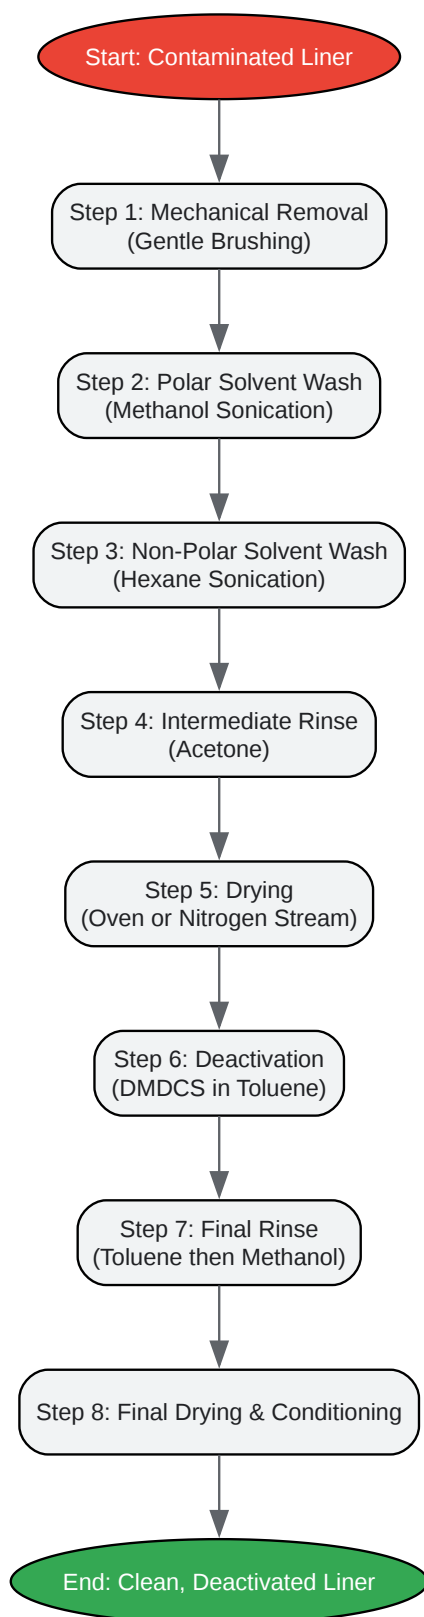 Start: Contaminated Liner
Step 1: Mechanical Removal
(Gentle Brushing)
Step 2: Polar Solvent Wash
(Methanol Sonication)
Step 3: Non-Polar Solvent Wash
(Hexane Sonication)
Step 4: Intermediate Rinse
(Acetone)
Step 5: Drying
(Oven or Nitrogen Stream)
Step 6: Deactivation
(DMDCS in Toluene)
Step 7: Final Rinse
(Toluene then Methanol)
Step 8: Final Drying & Conditioning
End: Clean, Deactivated Liner